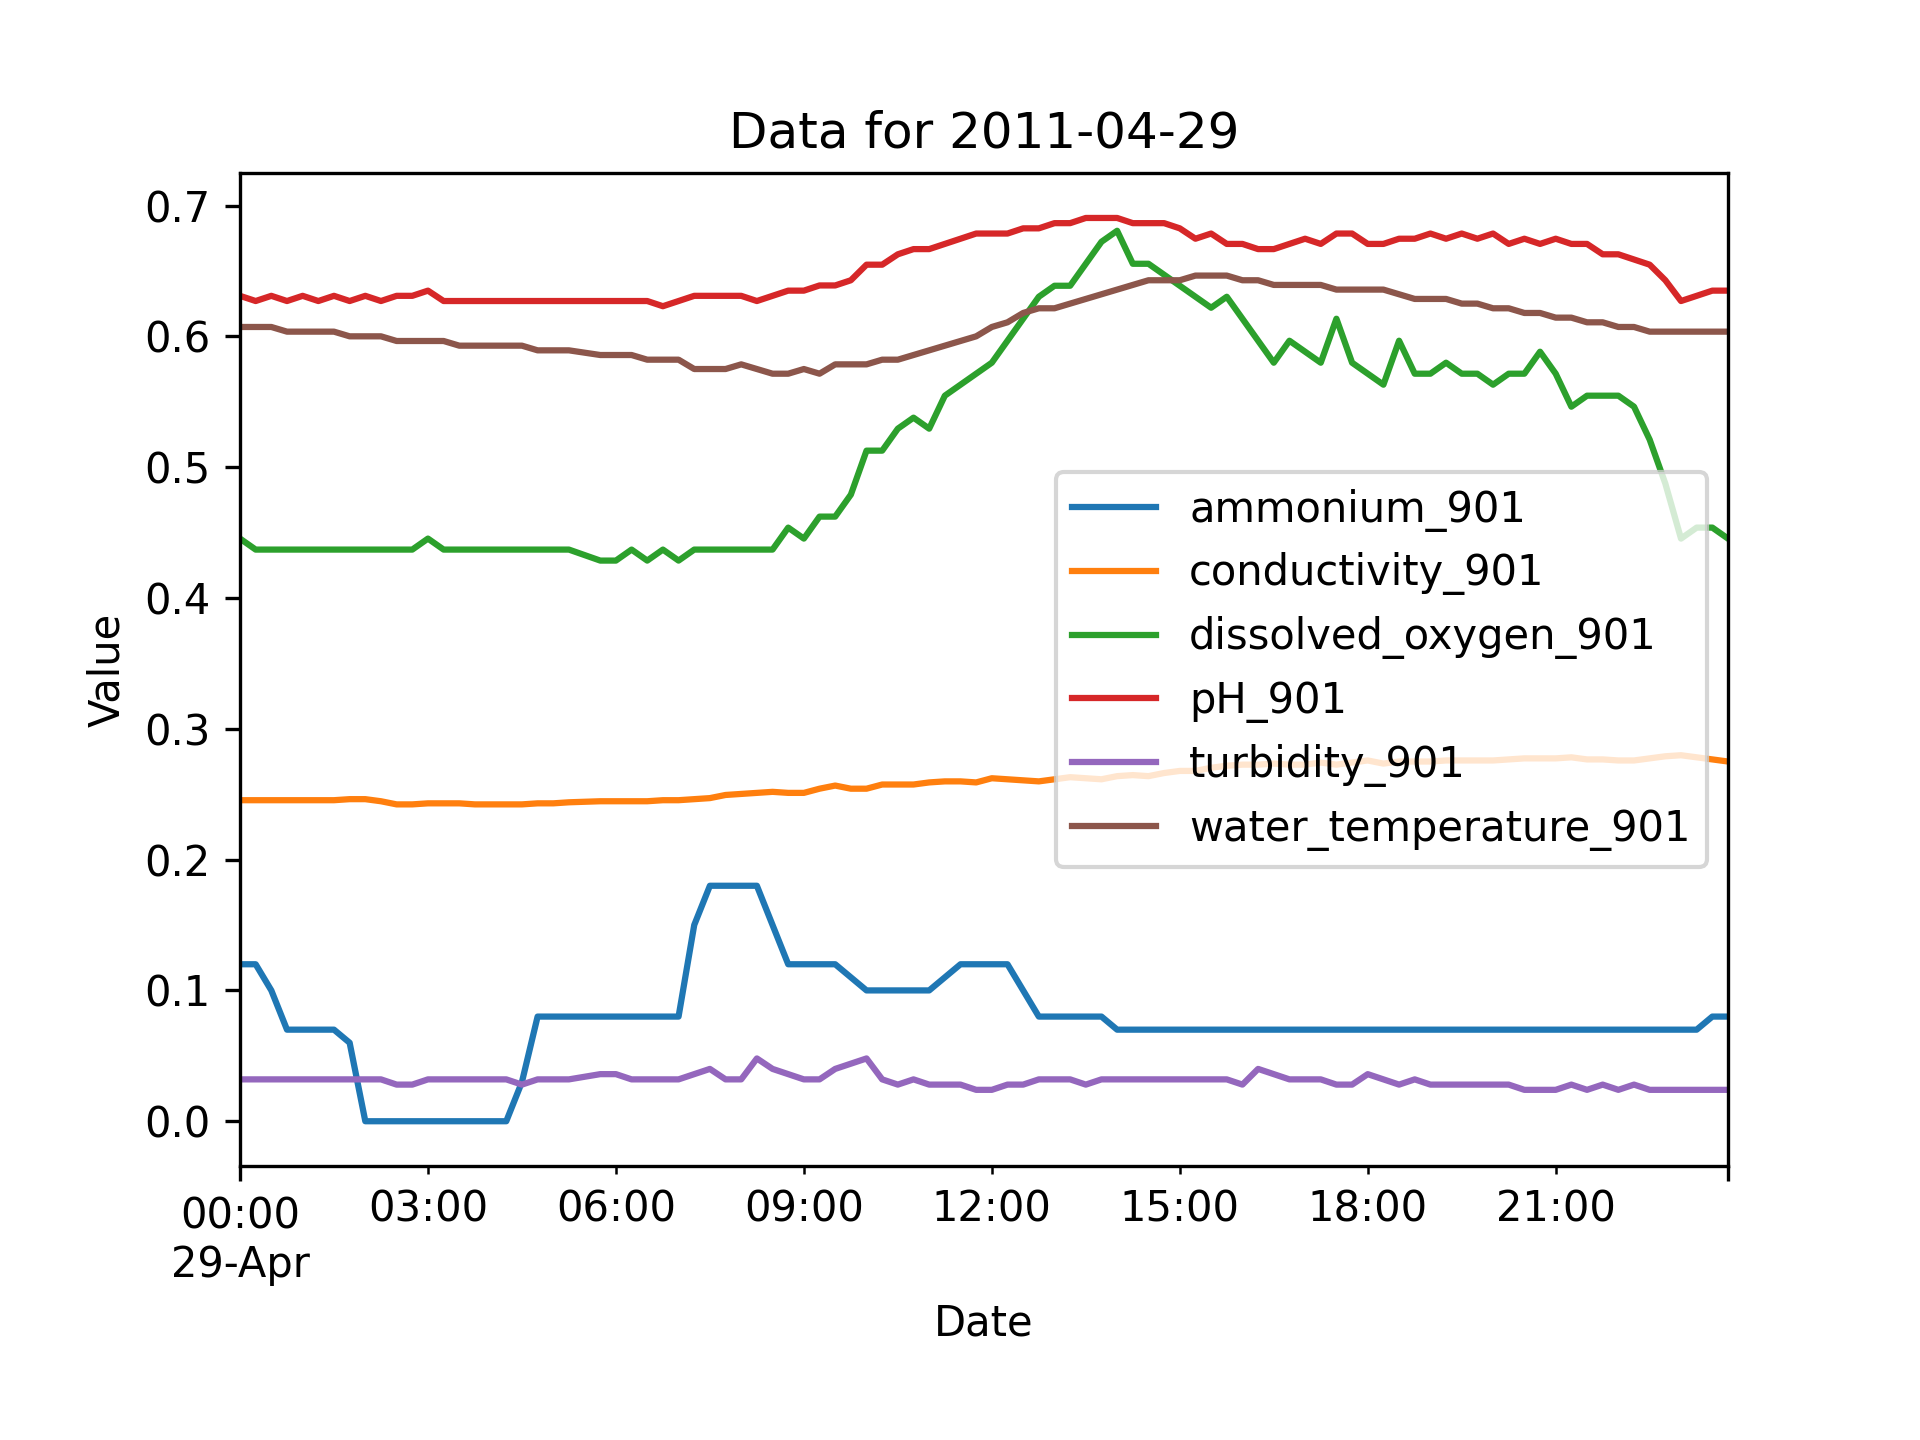 Data for 2011-04-29
Value
0.7
0.6
0.5
0.4
0.3
0.2
0.1
0.0
ammonium_901
conductivity_901
dissolved_oxygen_901
pH_901
turbidity_901
water_temperature_901
00:00 03:00 06:00 09:00 12:00 15:00 18:00 21:00
29-Apr
Date